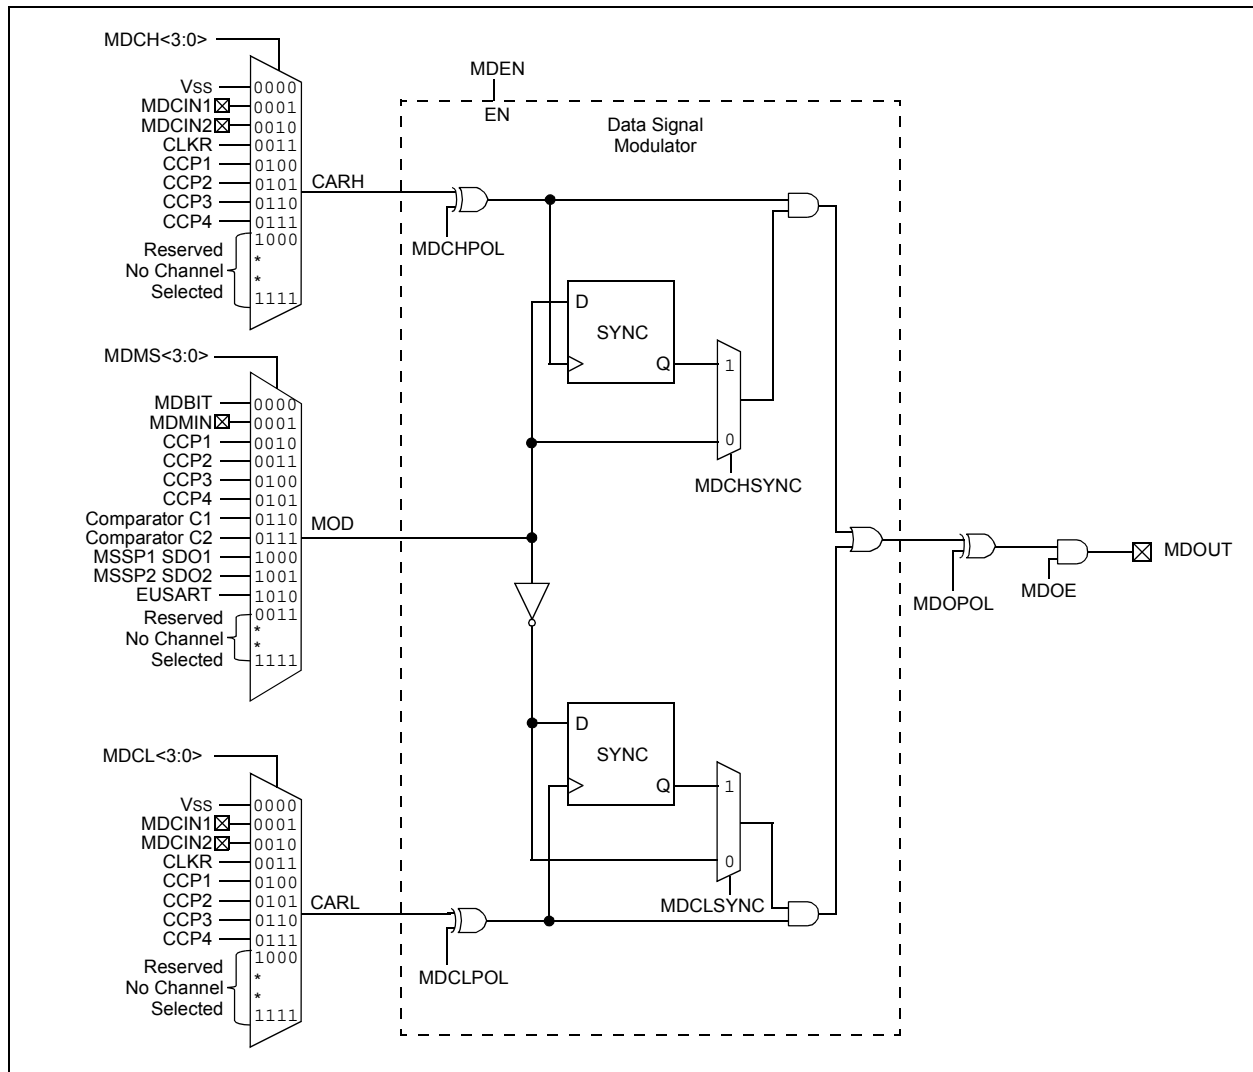 MDCH<3:0>
VSS 0000
MDCIN1 0001
MDCIN2 0010
CLKR 0011
CCP1 0100
CCP2 0101
CCP3 0110
CCP4 0111
Reserved
No Channel
Selected
1000
*
*
1111
CARH
MDMS<3:0>
MDBIT 0000
MDMIN 0001
CCP1 0010
CCP2 0011
CCP3 0100
CCP4 0101
Comparator C1 0110
Comparator C2 0111
MSSP1 SDO1 1000
MSSP2 SDO2 1001
EUSART 1010
Reserved
No Channel
Selected
0011
*
*
1111
MOD
MDCL<3:0>
VSS 0000
MDCIN1 0001
MDCIN2 0010
CLKR 0011
CCP1 0100
CCP2 0101
CCP3 0110
CCP4 0111
Reserved
No Channel
Selected
1000
*
*
1111
CARL
MDEN
EN
Data Signal
Modulator
MDCHPOL
D
SYNC
Q
1
0
MDCHSYNC
D
SYNC
Q
1
0
MDCLSYNC
MDCLPOL
MDOPOL
MDOE
MDOUT